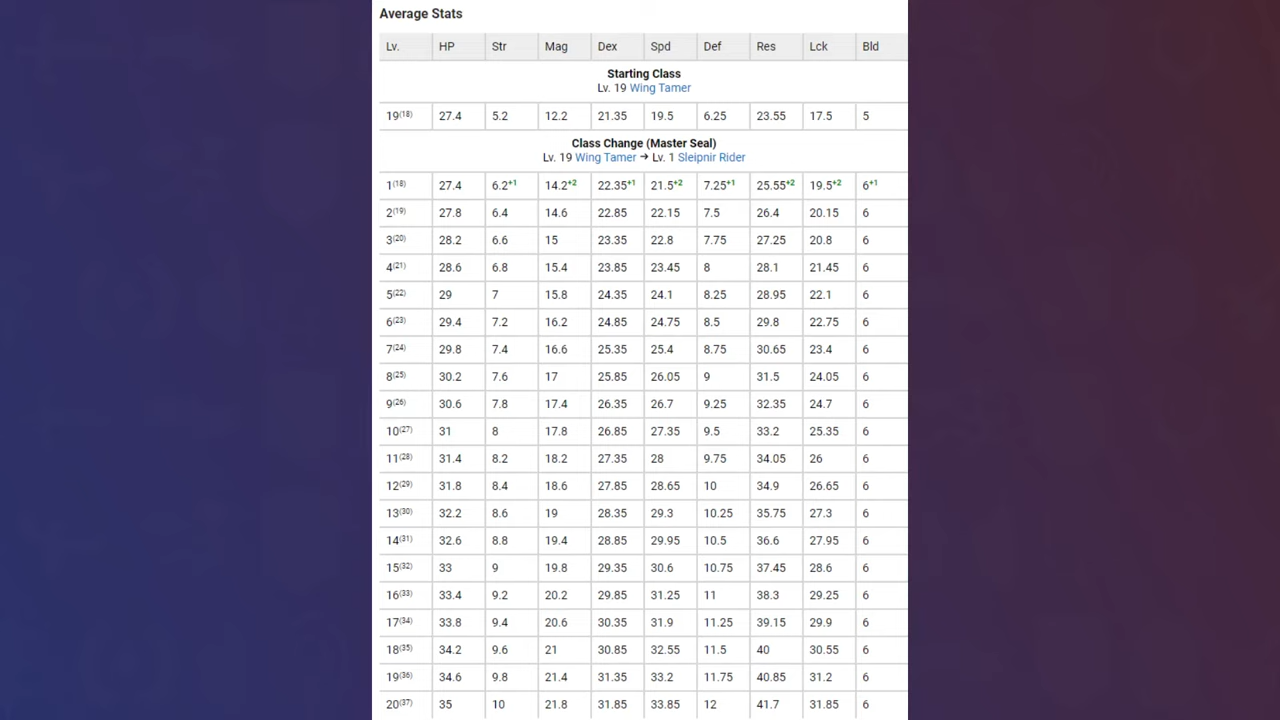 Average Stats
Lv. HP Str Mag Dex Spd Def Res Lck Bld
Starting Class
Lv. 19 Wing Tamer
19(18) 27.4 5.2 12.2 21.35 19.5 6.25 23.55 17.5 5
Class Change (Master Seal)
Lv. 19 Wing Tamer → Lv. 1 Sleipnir Rider
1(18) 27.4 6.2+1 14.2+2 22.35+1 21.5+2 7.25+1 25.55+2 19.5+2 6+1
2(19) 27.8 6.4 14.6 22.85 22.15 7.5 26.4 20.15 6
3(20) 28.2 6.6 15 23.35 22.8 7.75 27.25 20.8 6
4(21) 28.6 6.8 15.4 23.85 23.45 8 28.1 21.45 6
5(22) 29 7 15.8 24.35 24.1 8.25 28.95 22.1 6
6(23) 29.4 7.2 16.2 24.85 24.75 8.5 29.8 22.75 6
7(24) 29.8 7.4 16.6 25.35 25.4 8.75 30.65 23.4 6
8(25) 30.2 7.6 17 25.85 26.05 9 31.5 24.05 6
9(26) 30.6 7.8 17.4 26.35 26.7 9.25 32.35 24.7 6
10(27) 31 8 17.8 26.85 27.35 9.5 33.2 25.35 6
11(28) 31.4 8.2 18.2 27.35 28 9.75 34.05 26 6
12(29) 31.8 8.4 18.6 27.85 28.65 10 34.9 26.65 6
13(30) 32.2 8.6 19 28.35 29.3 10.25 35.75 27.3 6
14(31) 32.6 8.8 19.4 28.85 29.95 10.5 36.6 27.95 6
15(32) 33 9 19.8 29.35 30.6 10.75 37.45 28.6 6
16(33) 33.4 9.2 20.2 29.85 31.25 11 38.3 29.25 6
17(34) 33.8 9.4 20.6 30.35 31.9 11.25 39.15 29.9 6
18(35) 34.2 9.6 21 30.85 32.55 11.5 40 30.55 6
19(36) 34.6 9.8 21.4 31.35 33.2 11.75 40.85 31.2 6
20(37) 35 10 21.8 31.85 33.85 12 41.7 31.85 6